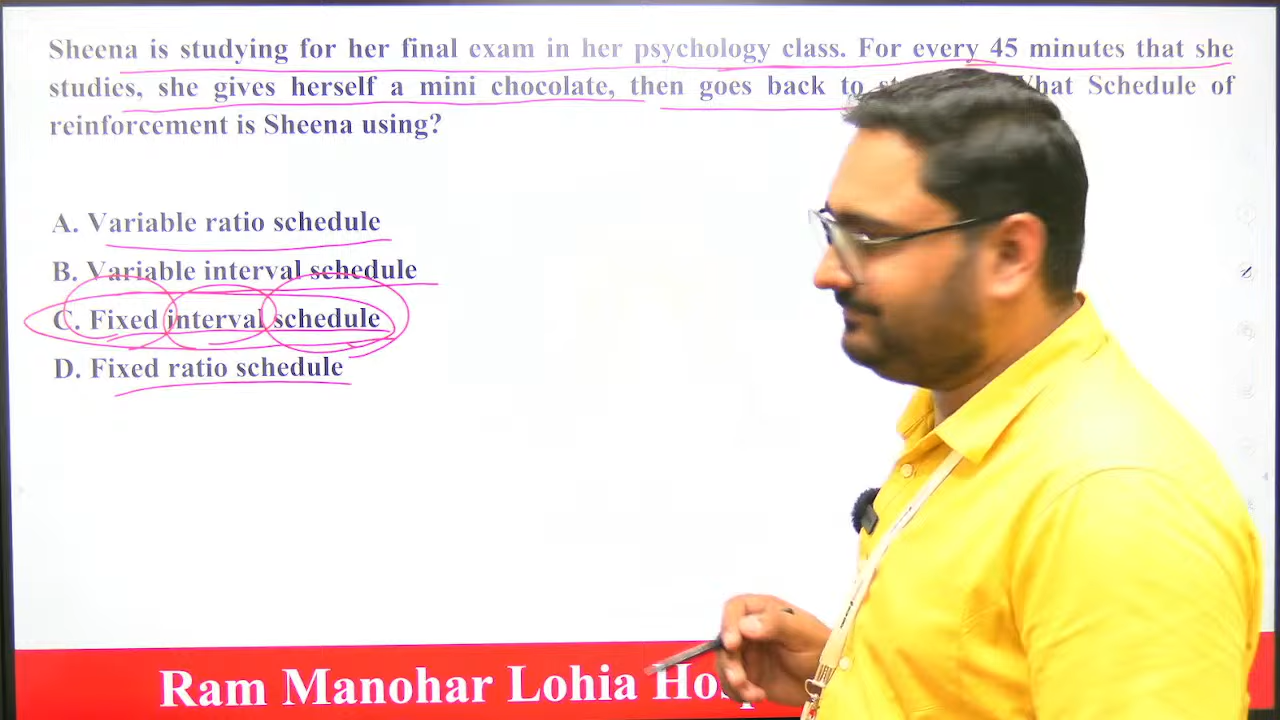 Sheena is studying for her final exam in her psychology class. For every 45 minutes that she
studies, she gives herself a mini chocolate, then goes back to Schedule of
reinforcement is Sheena using?
A. Variable ratio schedule
B. Variable interval schedule
C. Fixed interval schedule
D. Fixed ratio schedule
Ram Manohar Lohia